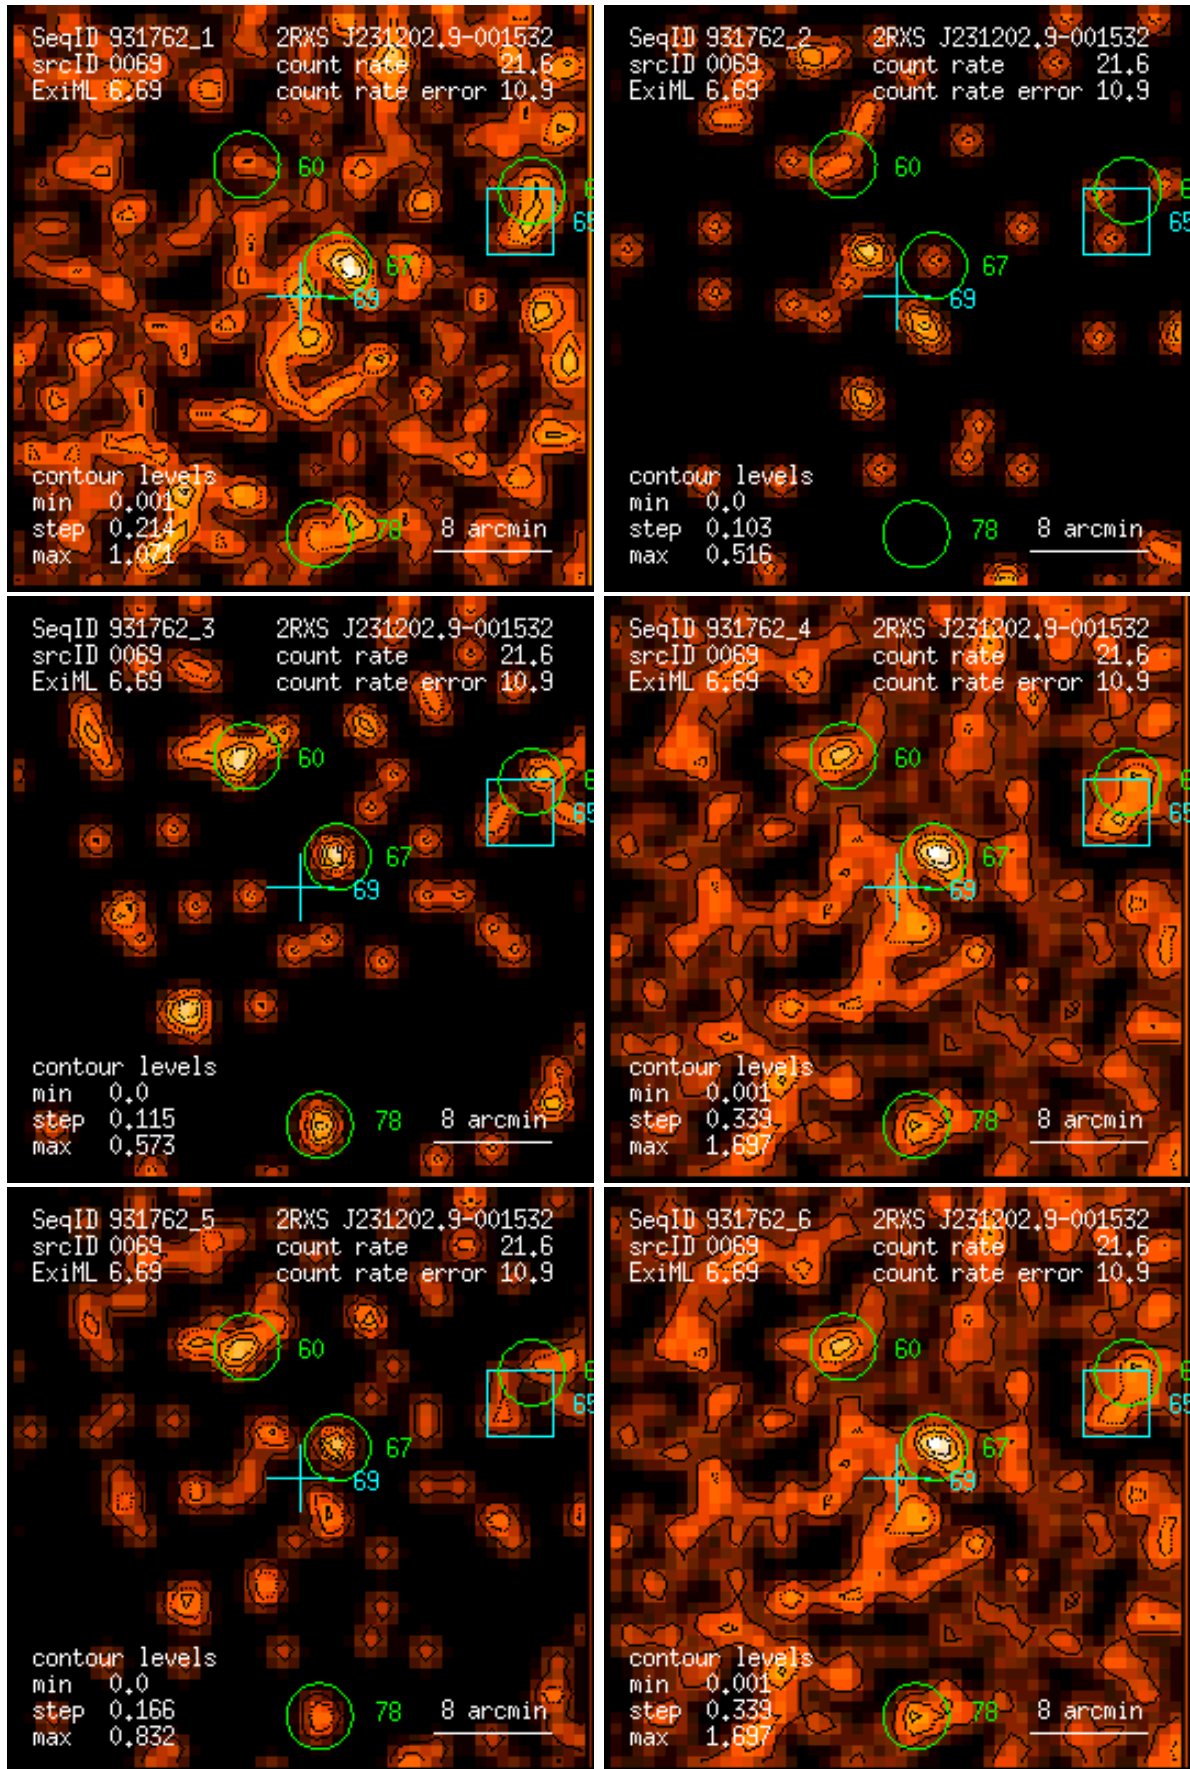 SeqID 931762_1 2RXS J231202.9-001532
srcID 0069 count rate 21.6
ExiML 6.69 count rate error 10.9
60
6
65
67
69
contour levels
min 0.001
step 0.214
max 1.071
78
8 arcmin
SeqID 931762_2 2RXS J231202.9-001532
srcID 0069 count rate 21.6
ExiML 6.69 count rate error 10.9
60
6
65
67
69
contour levels
min 0.0
step 0.103
max 0.516
78
8 arcmin
SeqID 931762_3 2RXS J231202.9-001532
srcID 0069 count rate 21.6
ExiML 6.69 count rate error 10.9
60
6
65
67
69
contour levels
min 0.0
step 0.115
max 0.573
78
8 arcmin
SeqID 931762_4 2RXS J231202.9-001532
srcID 0069 count rate 21.6
ExiML 6.69 count rate error 10.9
60
6
65
67
69
contour levels
min 0.001
step 0.339
max 1.697
78
8 arcmin
SeqID 931762_5 2RXS J231202.9-001532
srcID 0069 count rate 21.6
ExiML 6.69 count rate error 10.9
60
6
65
67
69
contour levels
min 0.0
step 0.166
max 0.832
78
8 arcmin
SeqID 931762_6 2RXS J231202.9-001532
srcID 0069 count rate 21.6
ExiML 6.69 count rate error 10.9
60
6
65
67
69
contour levels
min 0.001
step 0.339
max 1.697
78
8 arcmin